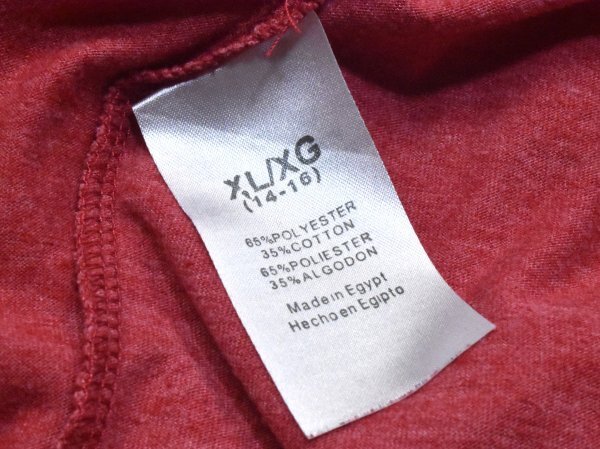 XL/XG
(14-16)
65%POLYESTER
35%COTTON
65%POLIESTER
35%ALGODON
Made in Egypt
Hecho en Egipto